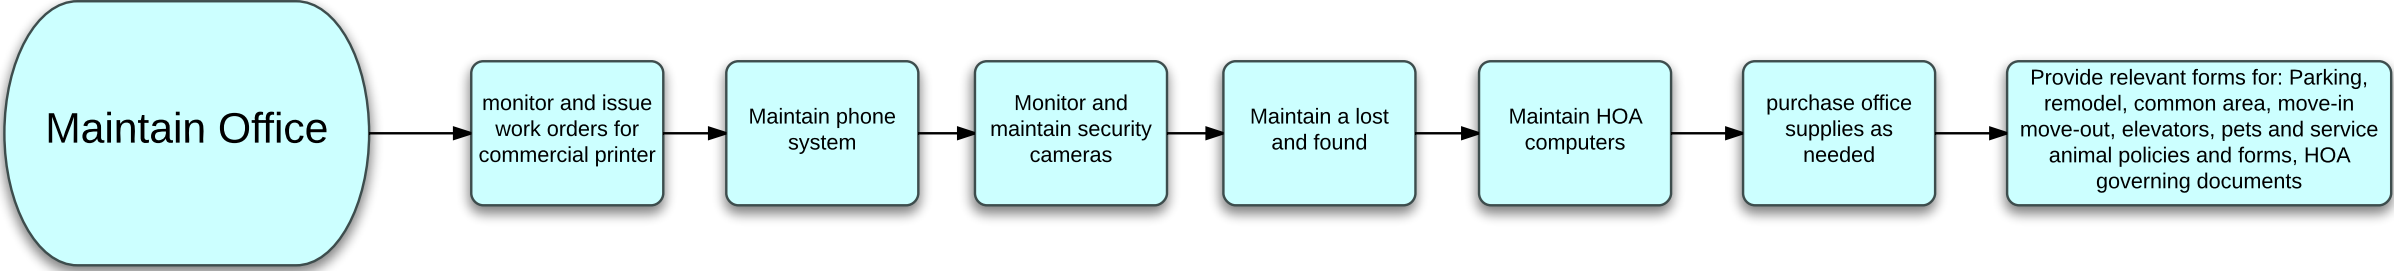 Maintain Office
monitor and issue
work orders for
commercial printer
Maintain phone
system
Monitor and
maintain security
cameras
Maintain a lost
and found
Maintain HOA
computers
purchase office
supplies as
needed
Provide relevant forms for: Parking,
remodel, common area, move-in
move-out, elevators, pets and service
animal policies and forms, HOA
governing documents